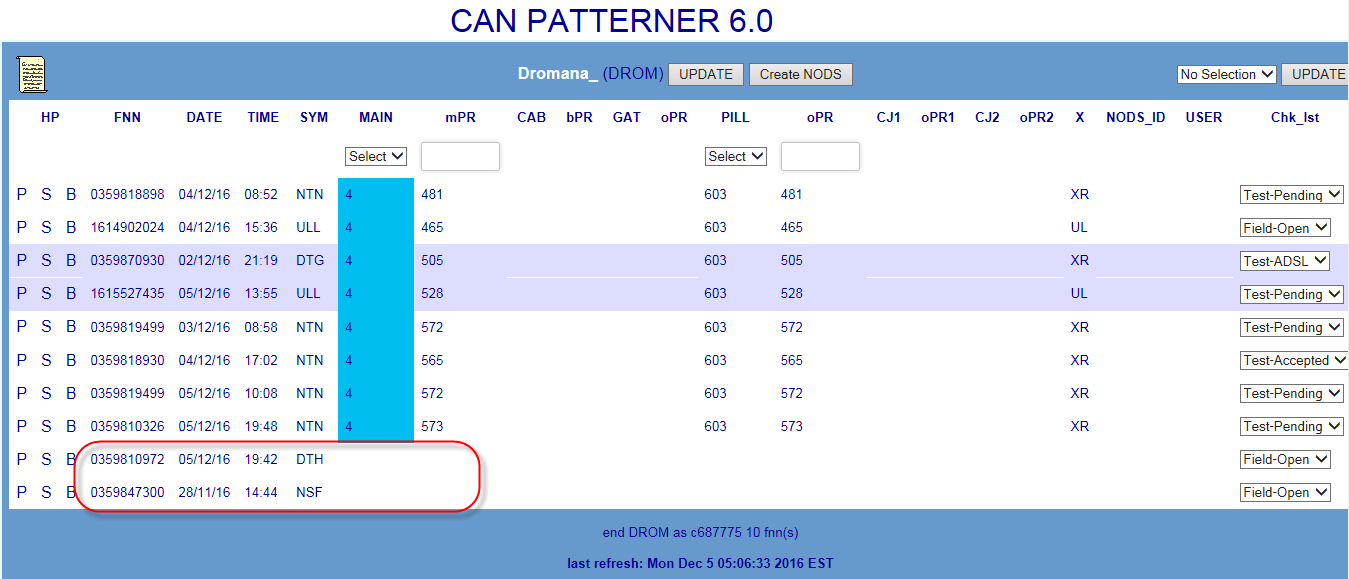 CAN PATTERNER 6.0
Dromana_ (DROM) UPDATE Create NODS No Selection UPDATE
HP FNN DATE TIME SYM MAIN mPR CAB bPR GAT oPR PILL oPR CJ1 oPR1 CJ2 oPR2 X NODS_ID USER Chk_lst
Select Select
P S B 0359818898 04/12/16 08:52 NTN 4 481 603 481 XR Test-Pending
P S B 1614902024 04/12/16 15:36 ULL 4 465 603 465 UL Field-Open
P S B 0359870930 02/12/16 21:19 DTG 4 505 603 505 XR Test-ADSL
P S B 1615527435 05/12/16 13:55 ULL 4 528 603 528 UL Test-Pending
P S B 0359819499 03/12/16 08:58 NTN 4 572 603 572 XR Test-Pending
P S B 0359818930 04/12/16 17:02 NTN 4 565 603 565 XR Test-Accepted
P S B 0359819499 05/12/16 10:08 NTN 4 572 603 572 XR Test-Pending
P S B 0359810326 05/12/16 19:48 NTN 4 573 603 573 XR Test-Pending
P S B 0359810972 05/12/16 19:42 DTH Field-Open
P S B 0359847300 28/11/16 14:44 NSF Field-Open
end DROM as c687775 10 fnn(s)
last refresh: Mon Dec 5 05:06:33 2016 EST